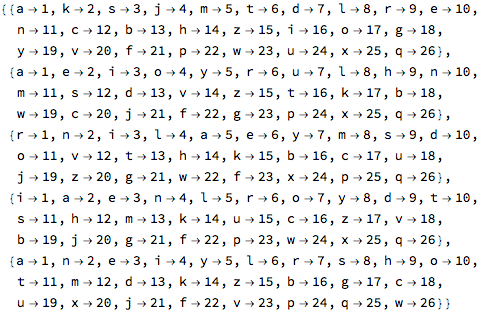 {{a→1, k→2, s→3, j→4, m→5, t→6, d→7, l→8, r→9, e→10,
n→11, c→12, b→13, h→14, z→15, i→16, o→17, g→18,
y→19, v→20, f→21, p→22, w→23, u→24, x→25, q→26},
{a→1, e→2, i→3, o→4, y→5, r→6, u→7, l→8, h→9, n→10,
m→11, s→12, d→13, v→14, z→15, t→16, k→17, b→18,
w→19, c→20, j→21, f→22, g→23, p→24, x→25, q→26},
{r→1, n→2, i→3, l→4, a→5, e→6, y→7, m→8, s→9, d→10,
o→11, v→12, t→13, h→14, k→15, b→16, c→17, u→18,
j→19, z→20, g→21, w→22, f→23, x→24, p→25, q→26},
{i→1, a→2, e→3, n→4, l→5, r→6, o→7, y→8, d→9, t→10,
s→11, h→12, m→13, k→14, u→15, c→16, z→17, v→18,
b→19, j→20, g→21, f→22, p→23, w→24, x→25, q→26},
{a→1, n→2, e→3, i→4, y→5, l→6, r→7, s→8, h→9, o→10,
t→11, m→12, d→13, k→14, z→15, b→16, g→17, c→18,
u→19, x→20, j→21, f→22, v→23, p→24, q→25, w→26}}